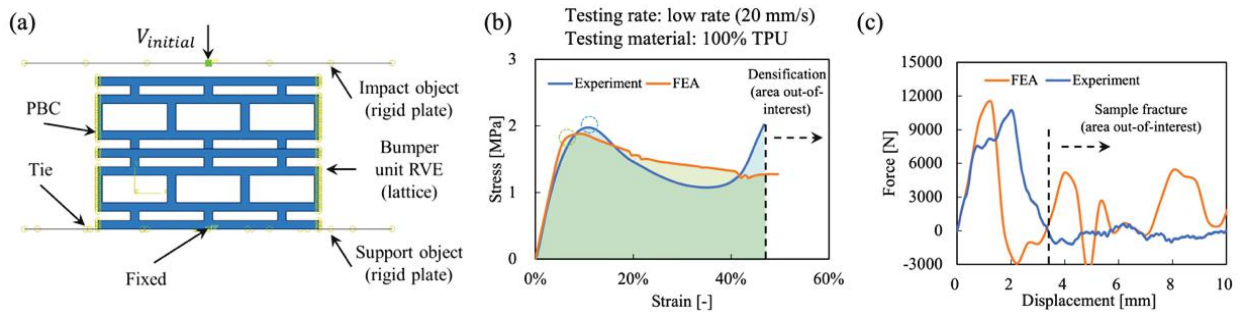 (a)
V_initial
Impact object
(rigid plate)
PBC
Bumper
unit RVE
(lattice)
Tie
Support object
(rigid plate)
Fixed
(b)
Testing rate: low rate (20 mm/s)
Testing material: 100% TPU
3
2
1
0
Stress [MPa]
Experiment
FEA
Densification
(area out-of-
interest)
0%
20%
40%
60%
Strain [-]
(c)
15000
12000
9000
6000
3000
0
-3000
Force [N]
FEA
Experiment
Sample fracture
(area out-of-interest)
0
2
4
6
8
10
Displacement [mm]